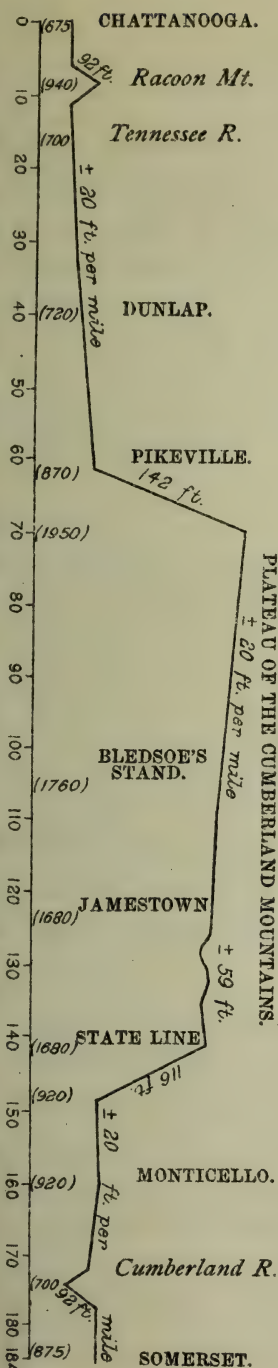 0 (675) CHATTANOOGA.
92 ft.
(940) Racoon Mt.
10
(700 Tennessee R.
20
± 20 ft. per mile
30
40 (720) DUNLAP.
50
60
PIKEVILLE.
(870)
142 ft.
70 (1950)
PLATEAU OF THE CUMBERLAND MOUNTAINS.
80
± 20 ft. per mile
90
100
BLEDSOE'S
STAND.
(1760)
110
120
(1680) JAMESTOWN
130
± 59 ft.
140
(1680) STATE LINE
116 ft.
(920)
150
± 20 ft. per mile
160 (920) MONTICELLO.
170
Cumberland R.
(700
92 ft.
180
184 (875) SOMERSET.